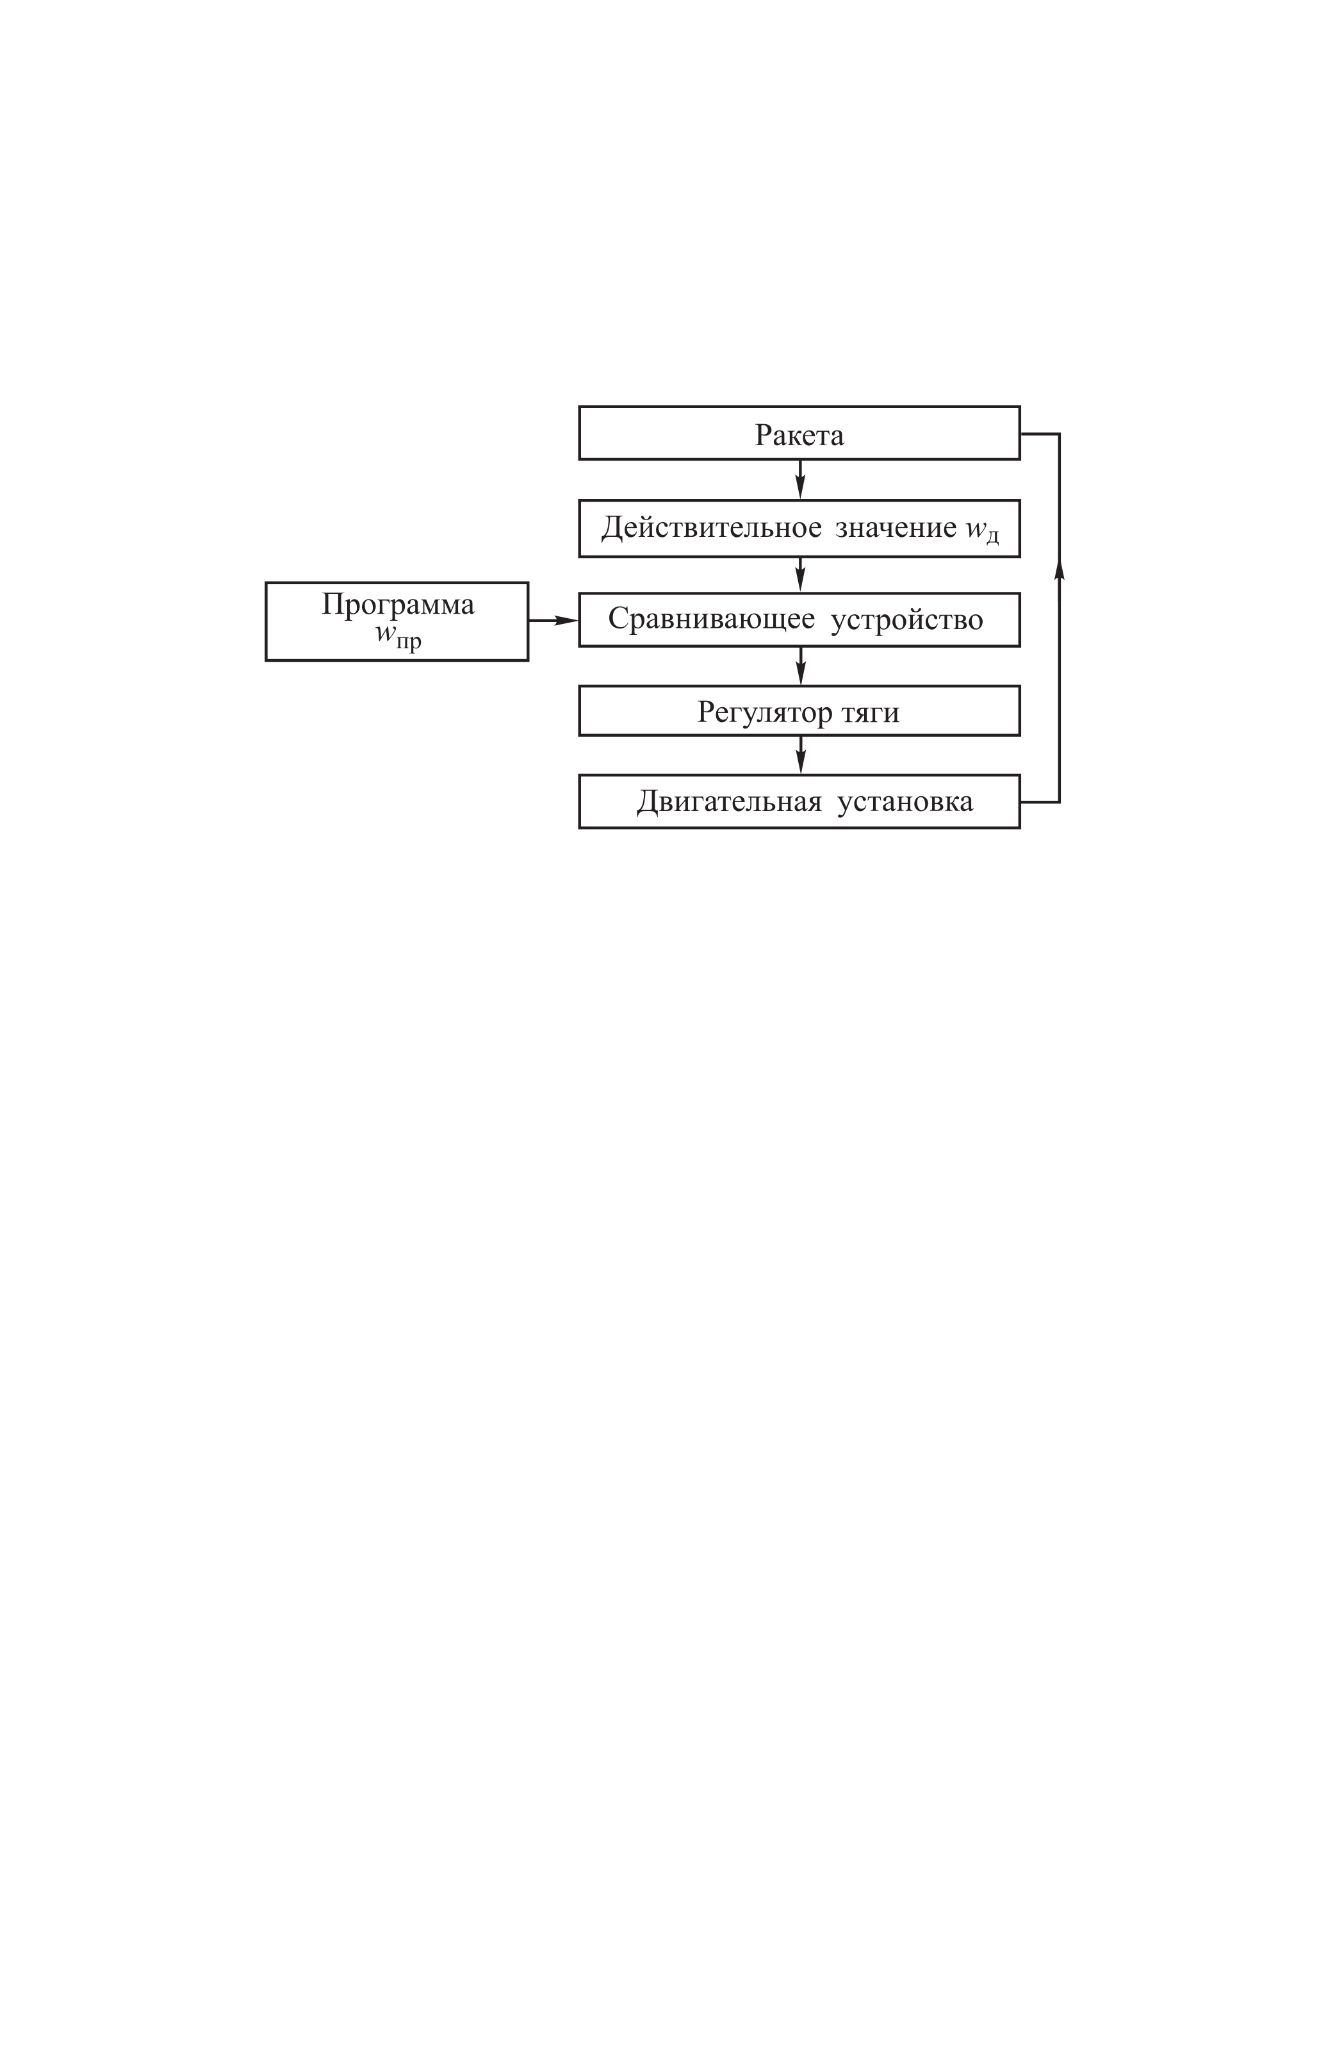 Ракета
Действительное значение wд
Программа
wпр
Сравнивающее устройство
Регулятор тяги
Двигательная установка